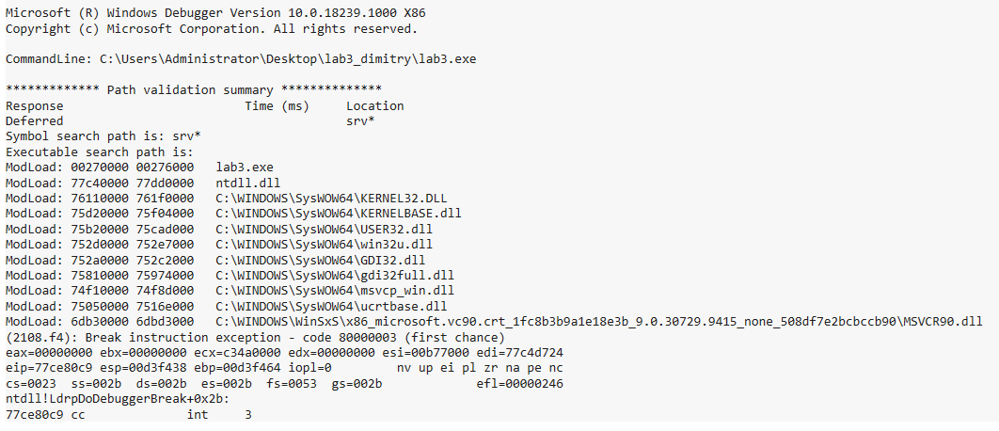 Microsoft (R) Windows Debugger Version 10.0.18239.1000 X86
Copyright (c) Microsoft Corporation. All rights reserved.
CommandLine: C:\Users\Administrator\Desktop\lab3_dimitry\lab3.exe
************* Path validation summary **************
Response                         Time (ms)     Location
Deferred                                       srv*
Symbol search path is: srv*
Executable search path is:
ModLoad: 00270000 00276000   lab3.exe
ModLoad: 77c40000 77dd0000   ntdll.dll
ModLoad: 76110000 761f0000   C:\WINDOWS\SysWOW64\KERNEL32.DLL
ModLoad: 75d20000 75f04000   C:\WINDOWS\SysWOW64\KERNELBASE.dll
ModLoad: 75b20000 75cad000   C:\WINDOWS\SysWOW64\USER32.dll
ModLoad: 752d0000 752e7000   C:\WINDOWS\SysWOW64\win32u.dll
ModLoad: 752a0000 752c2000   C:\WINDOWS\SysWOW64\GDI32.dll
ModLoad: 75810000 75974000   C:\WINDOWS\SysWOW64\gdi32full.dll
ModLoad: 74f10000 74f8d000   C:\WINDOWS\SysWOW64\msvcp_win.dll
ModLoad: 75050000 7516e000   C:\WINDOWS\SysWOW64\ucrtbase.dll
ModLoad: 6db30000 6dbd3000   C:\WINDOWS\WinSxS\x86_microsoft.vc90.crt_1fc8b3b9a1e18e3b_9.0.30729.9415_none_508df7e2bcbccb90\MSVCR90.dll
(2108.f4): Break instruction exception - code 80000003 (first chance)
eax=00000000 ebx=00000000 ecx=c34a0000 edx=00000000 esi=00b77000 edi=77c4d724
eip=77ce80c9 esp=00d3f438 ebp=00d3f464 iopl=0         nv up ei pl zr na pe nc
cs=0023  ss=002b  ds=002b  es=002b  fs=0053  gs=002b             efl=00000246
ntdll!LdrpDoDebuggerBreak+0x2b:
77ce80c9 cc              int     3